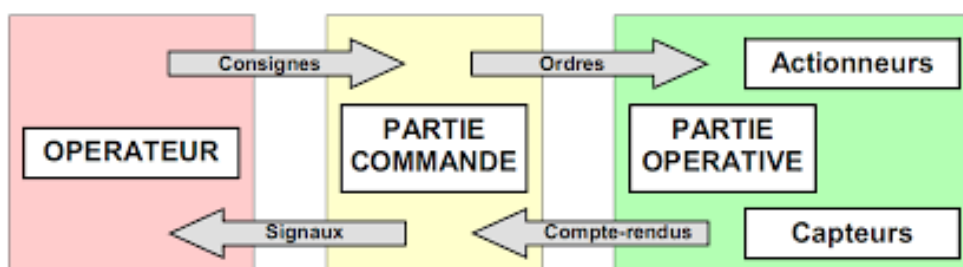 Consignes
Ordres
Actionneurs
OPERATEUR
PARTIE
COMMANDE
PARTIE
OPERATIVE
Signaux
Compte-rendus
Capteurs